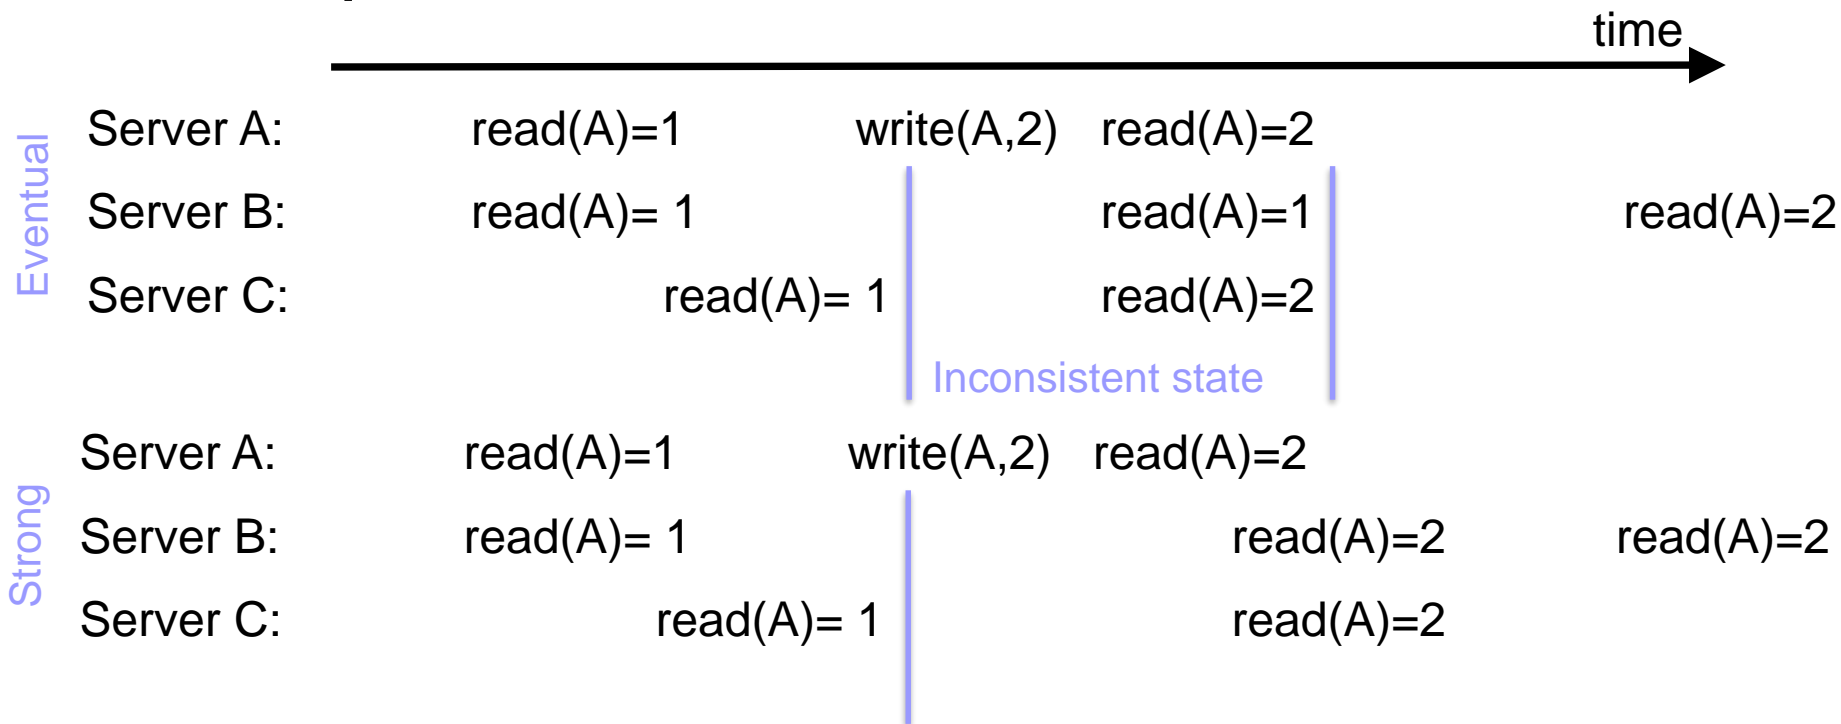 time
Eventual
Server A: read(A)=1 write(A,2) read(A)=2
Server B: read(A)= 1 read(A)=1 read(A)=2
Server C: read(A)= 1 read(A)=2
Inconsistent state
Strong
Server A: read(A)=1 write(A,2) read(A)=2
Server B: read(A)= 1 read(A)=2 read(A)=2
Server C: read(A)= 1 read(A)=2